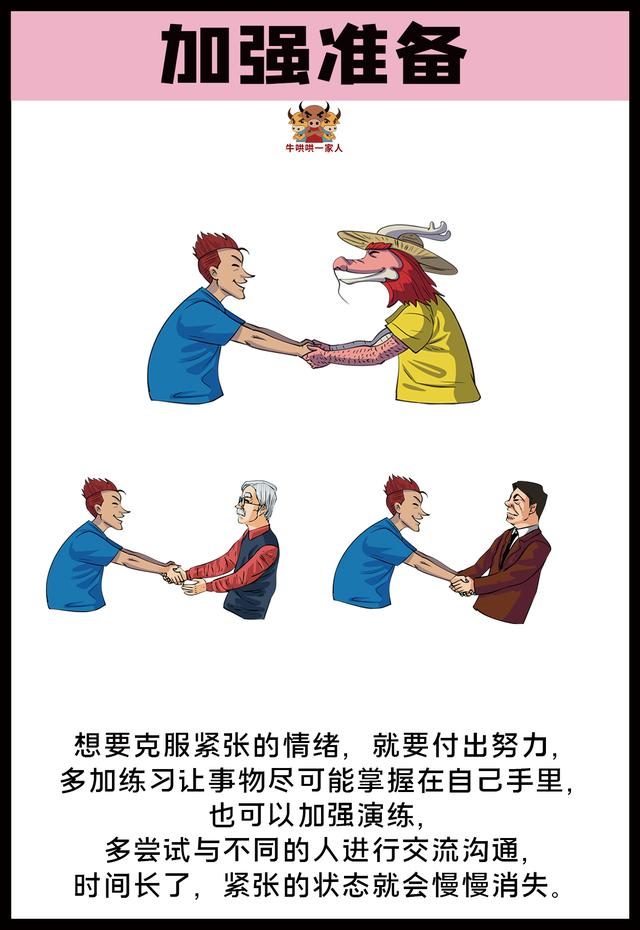 加强准备
牛哄哄一家人
想要克服紧张的情绪，就要付出努力，
多加练习让事物尽可能掌握在自己手里，
也可以加强演练，
多尝试与不同的人进行交流沟通，
时间长了，紧张的状态就会慢慢消失。